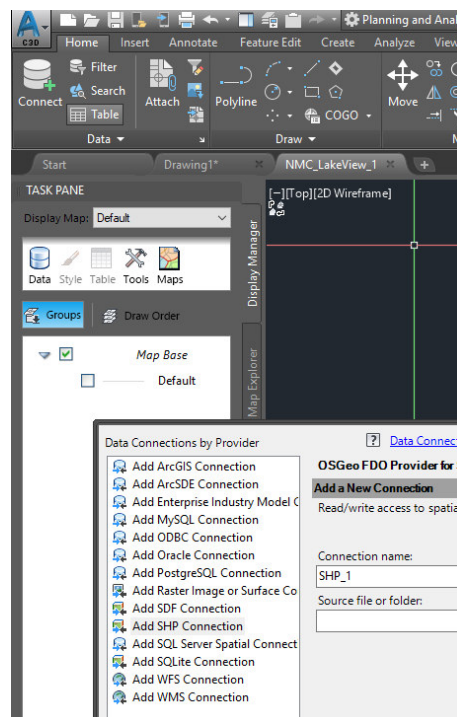 C3D
Planning and Anal
Home Insert Annotate Feature Edit Create Analyze View
Connect
Filter
Search
Table
Attach
Polyline
COGO
Move
Data
Draw
Start Drawing1* NMC_LakeView_1
TASK PANE
[−][Top][2D Wireframe]
Display Map: Default
Data Style Table Tools Maps
Groups Draw Order
Display Manager
Map Explorer
Map Base
Default
Data Connections by Provider
Data Connect
Add ArcGIS Connection
Add ArcSDE Connection
Add Enterprise Industry Model C
Add MySQL Connection
Add ODBC Connection
Add Oracle Connection
Add PostgreSQL Connection
Add Raster Image or Surface Co
Add SDF Connection
Add SHP Connection
Add SQL Server Spatial Connect
Add SQLite Connection
Add WFS Connection
Add WMS Connection
OSGeo FDO Provider for
Add a New Connection
Read/write access to spatia
Connection name:
SHP_1
Source file or folder: